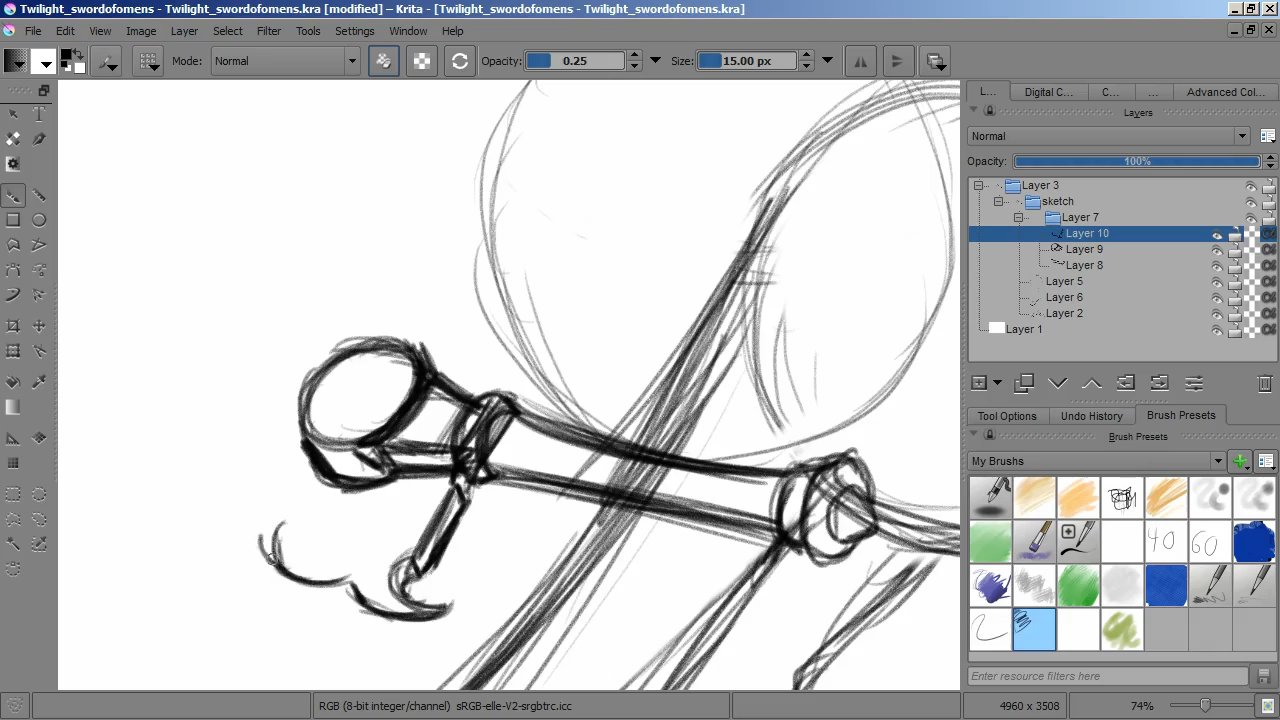 Twilight_swordofomens - Twilight_swordofomens.kra [modified] – Krita - [Twilight_swordofomens - Twilight_swordofomens.kra]
File Edit View Image Layer Select Filter Tools Settings Window Help
Mode: Normal Opacity: 0.25 Size: 15.00 px
L... Digital C... C... ... Advanced Col...
Layers
Normal
Opacity: 100%
Layer 3
sketch
Layer 7
Layer 10
Layer 9
Layer 8
Layer 5
Layer 6
Layer 2
Layer 1
Tool Options Undo History Brush Presets
Brush Presets
My Brushs
40 60
Enter resource filters here
RGB (8-bit integer/channel) sRGB-elle-V2-srgbtrc.icc 4960 x 3508 74%